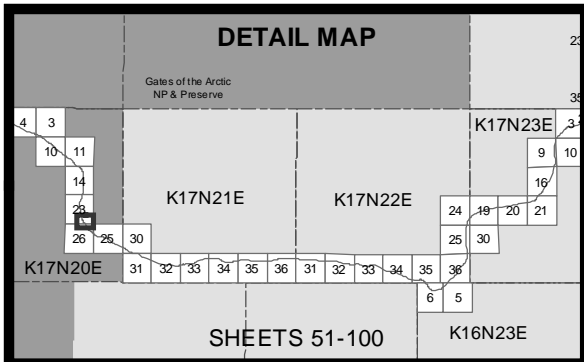 DETAIL MAP
23
Gates of the Arctic
NP & Preserve
35
4 3
K17N23E 3
10 11 9 10
14 16
K17N21E K17N22E
23 24 19 20 21
26 25 30 25 30
K17N20E
31 32 33 34 35 36 31 32 33 34 35 36
6 5
SHEETS 51-100 K16N23E